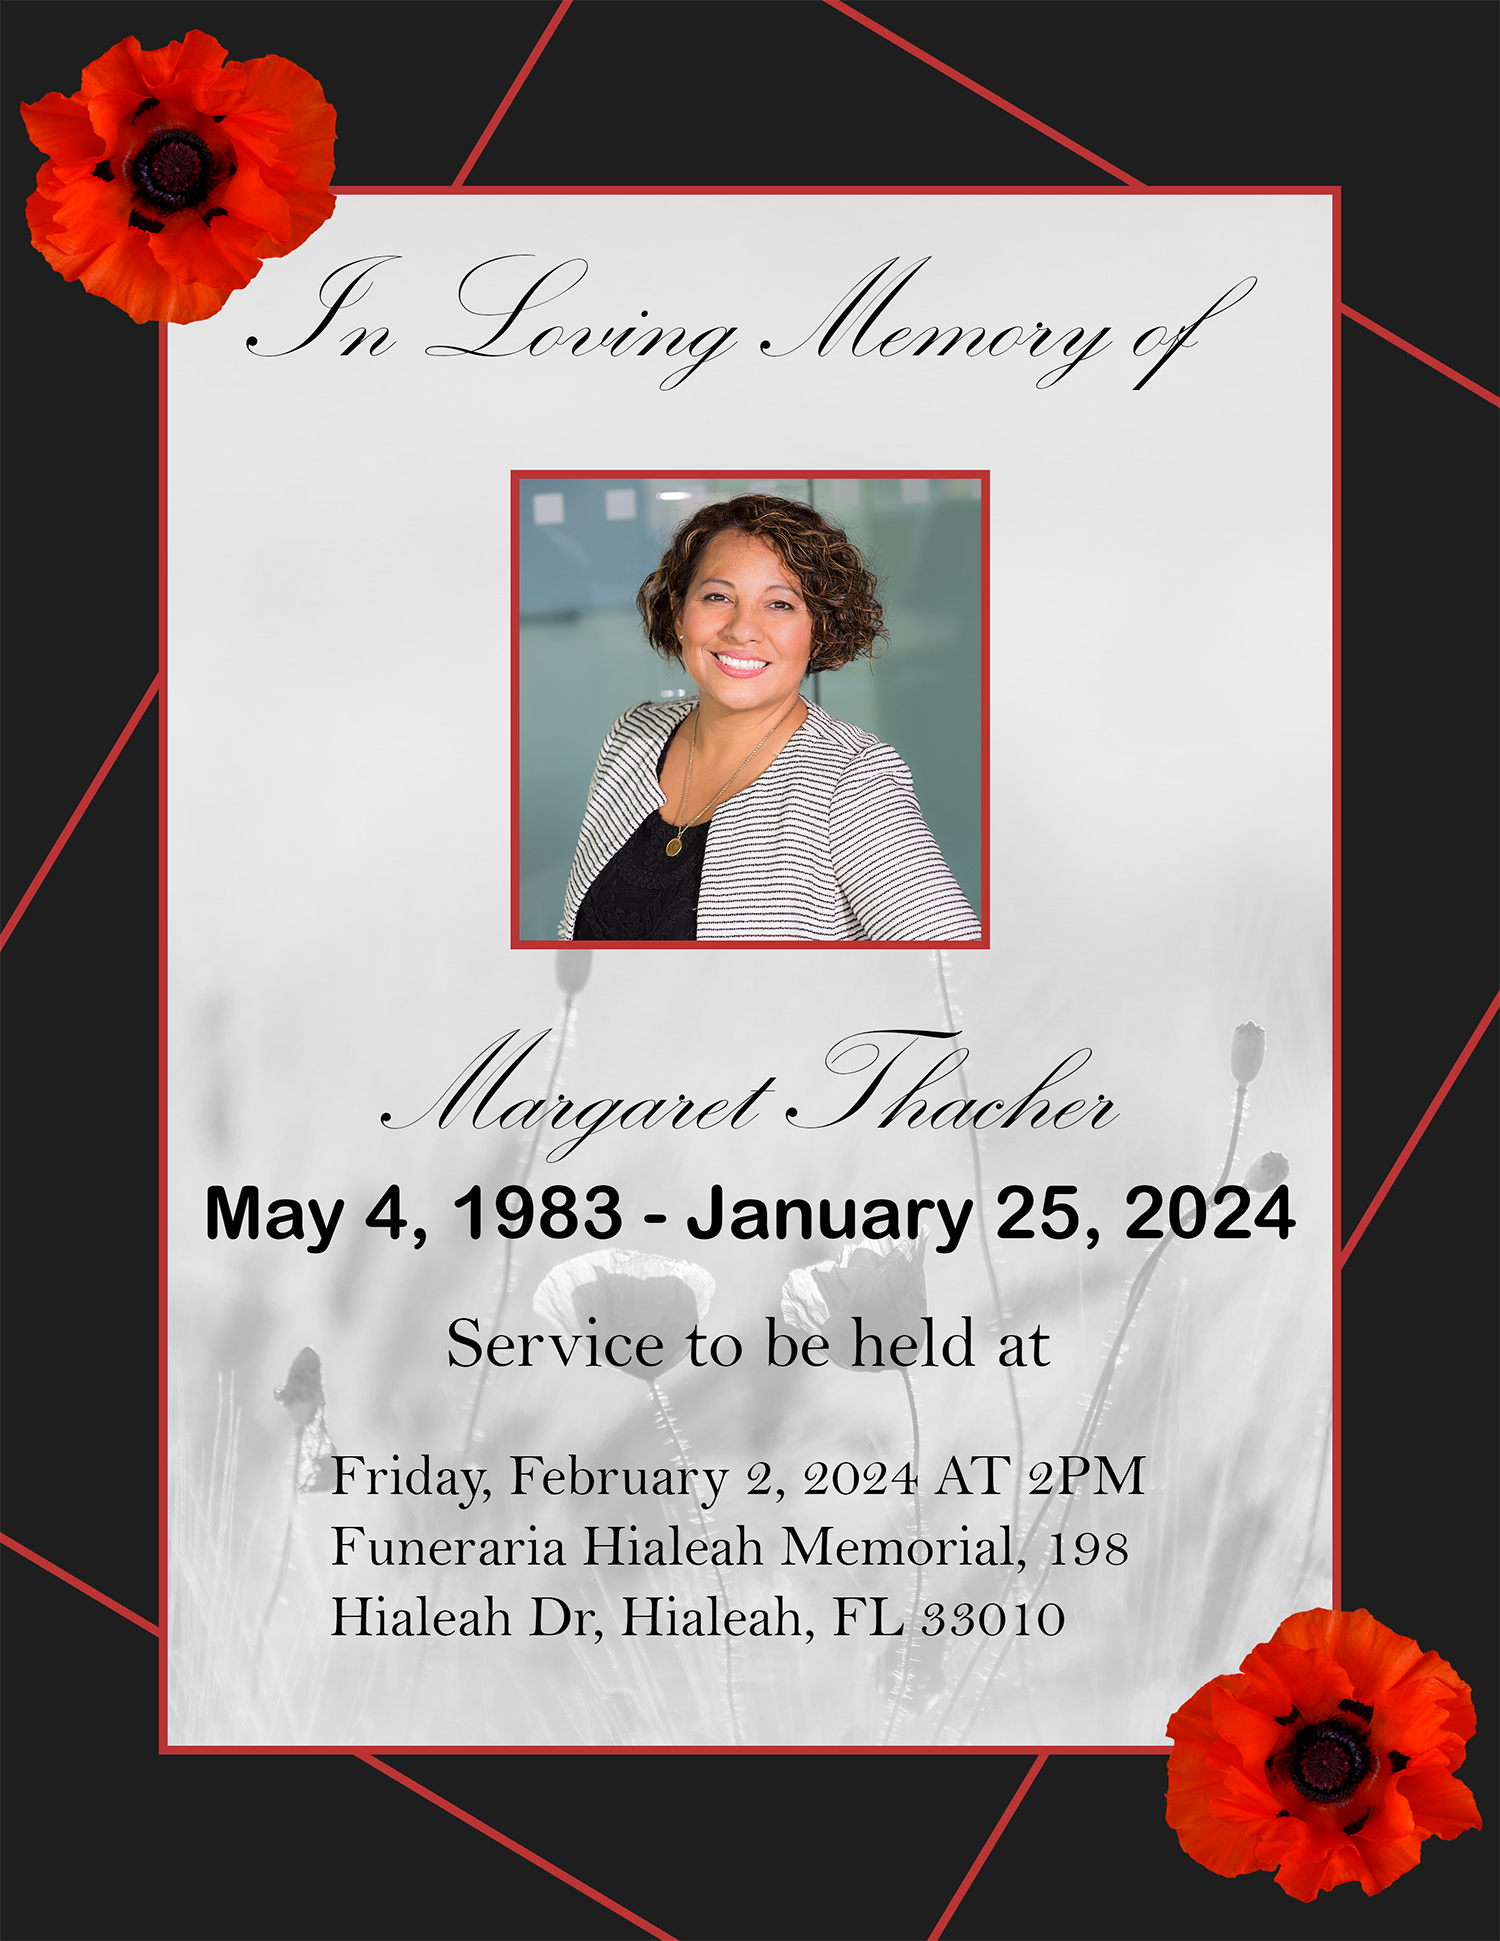 In Loving Memory of
Margaret Thacher
May 4, 1983 - January 25, 2024
Service to be held at
Friday, February 2, 2024 AT 2PM
Funeraria Hialeah Memorial, 198
Hialeah Dr, Hialeah, FL 33010